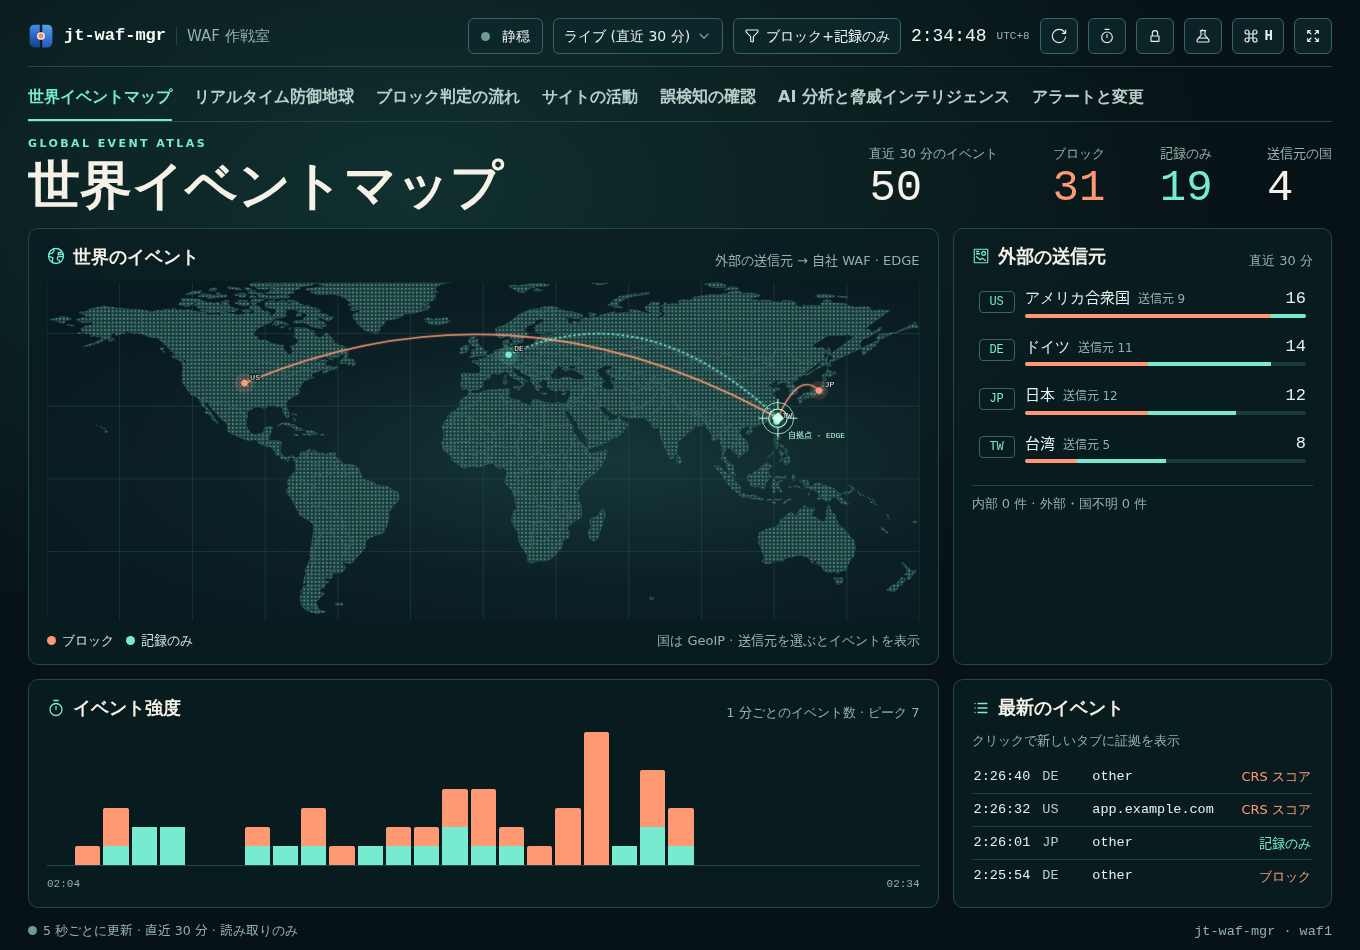 jt-waf-mgr WAF 作戦室 静穏 ライブ (直近 30 分) ブロック+記録のみ 2:34:48 UTC+8 ⌘ H
世界イベントマップ リアルタイム防御地球 ブロック判定の流れ サイトの活動 誤検知の確認 AI 分析と脅威インテリジェンス アラートと変更
GLOBAL EVENT ATLAS
世界イベントマップ
直近 30 分のイベント ブロック 記録のみ 送信元の国
50 31 19 4
世界のイベント
外部の送信元 → 自社 WAF · EDGE
US
DE
JP
TW
自拠点 · EDGE
ブロック 記録のみ
国は GeoIP · 送信元を選ぶとイベントを表示
外部の送信元
直近 30 分
US アメリカ合衆国 送信元 9 16
DE ドイツ 送信元 11 14
JP 日本 送信元 12 12
TW 台湾 送信元 5 8
内部 0 件 · 外部・国不明 0 件
イベント強度
1 分ごとのイベント数 · ピーク 7
02:04 02:34
最新のイベント
クリックで新しいタブに証拠を表示
2:26:40 DE other CRS スコア
2:26:32 US app.example.com CRS スコア
2:26:01 JP other 記録のみ
2:25:54 DE other ブロック
5 秒ごとに更新 · 直近 30 分 · 読み取りのみ
jt-waf-mgr · waf1